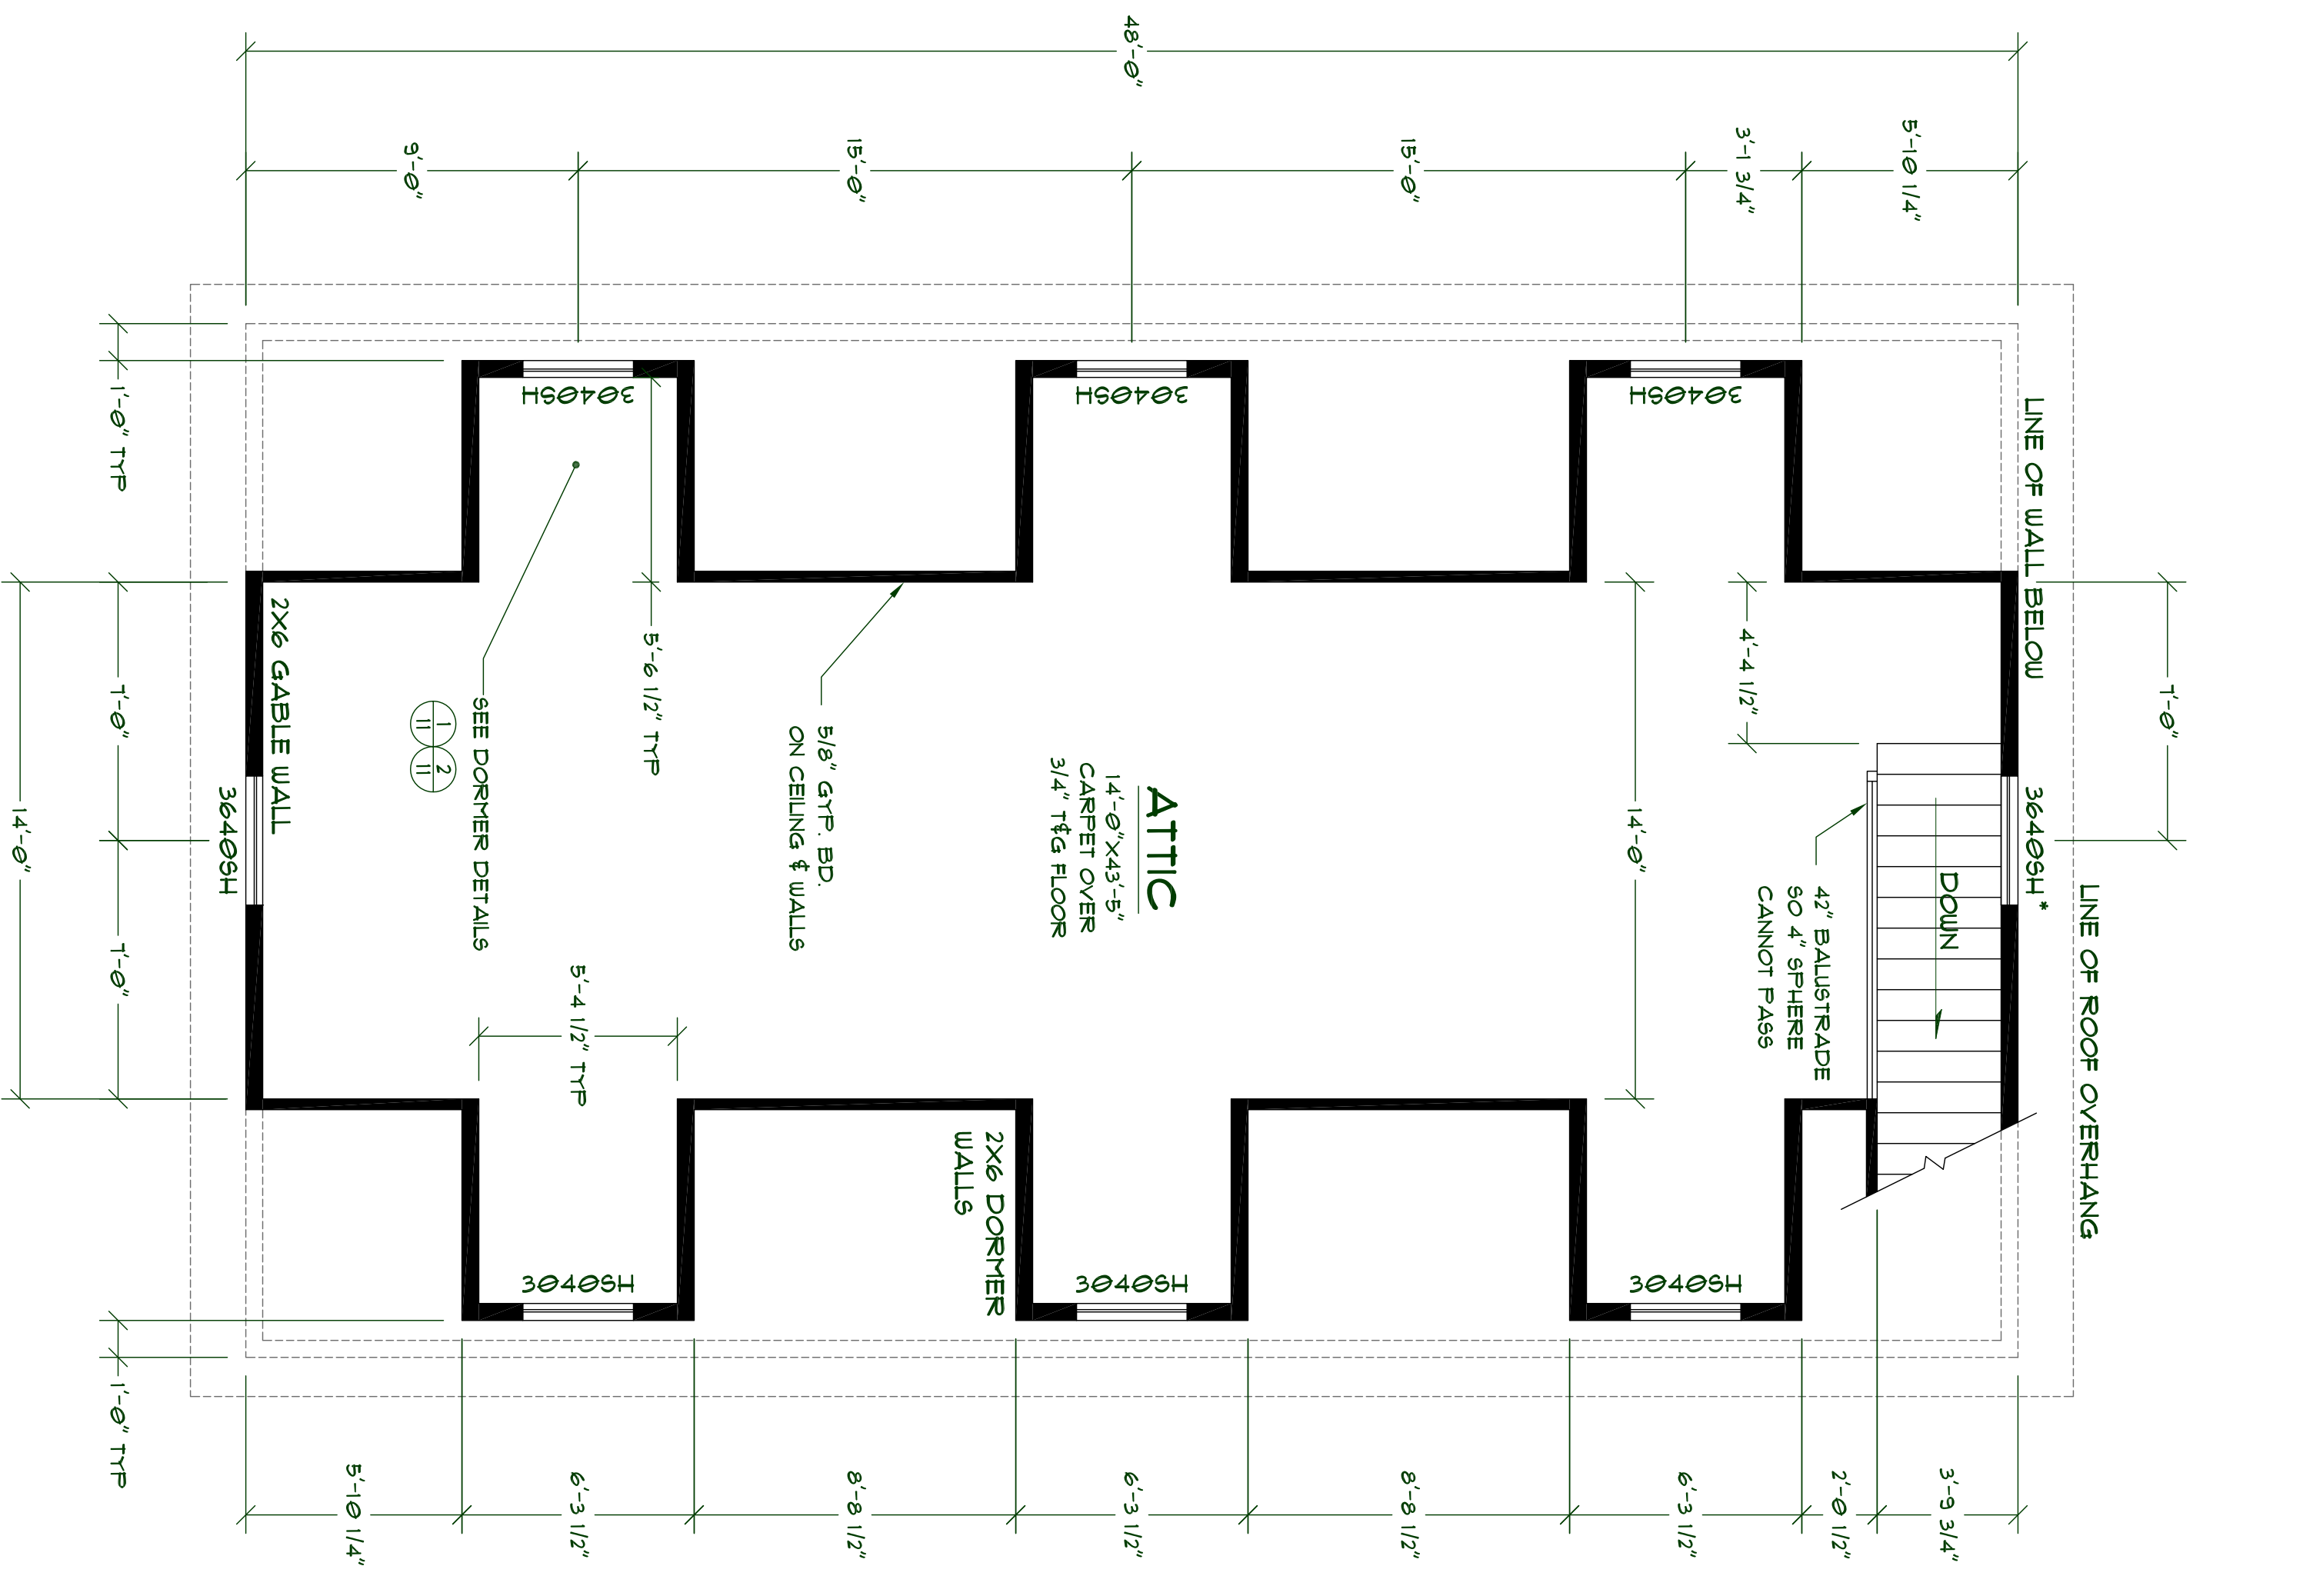 48'-0"
9'-0"
15'-0"
15'-0"
3'-1 3/4"
5'-10 1/4"
1'-0" TYP
7'-0"
7'-0"
14'-0"
1'-0" TYP
3040SH
3040SH
3040SH
LINE OF WALL BELOW
7'-0"
3640SH *
LINE OF ROOF OVERHANG
2X6 GABLE WALL
3640SH
1
11
2
11
SEE DORMER DETAILS
5'-6 1/2" TYP
5/8" GYP. BD.
ON CEILING & WALLS
ATTIC
14'-0"X43'-5"
CARPET OVER
3/4" T&G FLOOR
14'-0"
4'-4 1/2"
42" BALUSTRADE
SO 4" SPHERE
CANNOT PASS
DOWN
5'-4 1/2" TYP
2X6 DORMER
WALLS
3040SH
3040SH
3040SH
5'-10 1/4"
6'-3 1/2"
8'-8 1/2"
6'-3 1/2"
8'-8 1/2"
6'-3 1/2"
2'-0 1/2"
3'-9 3/4"